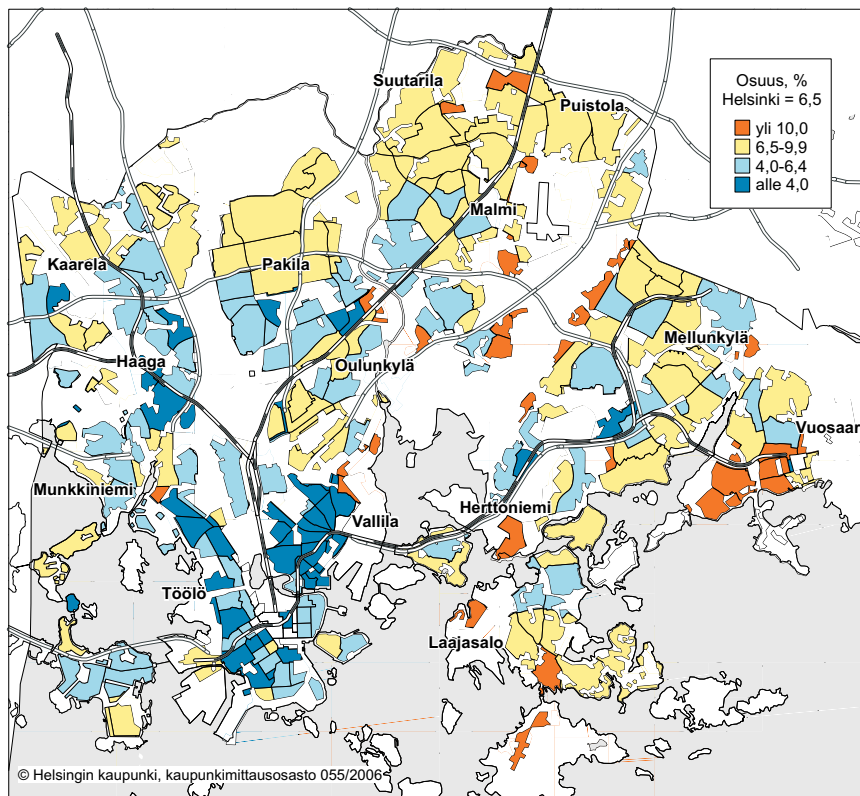 Suutarila
Puistola
Osuus, %
Helsinki = 6,5
yli 10,0
6,5-9,9
4,0-6,4
alle 4,0
Malmi
Kaarela
Pakila
Mellunkylä
Haaga
Oulunkylä
Vuosaar
Munkkiniemi
Herttoniemi
Vallila
Töölö
Laajasalo
© Helsingin kaupunki, kaupunkimittausosasto 055/2006